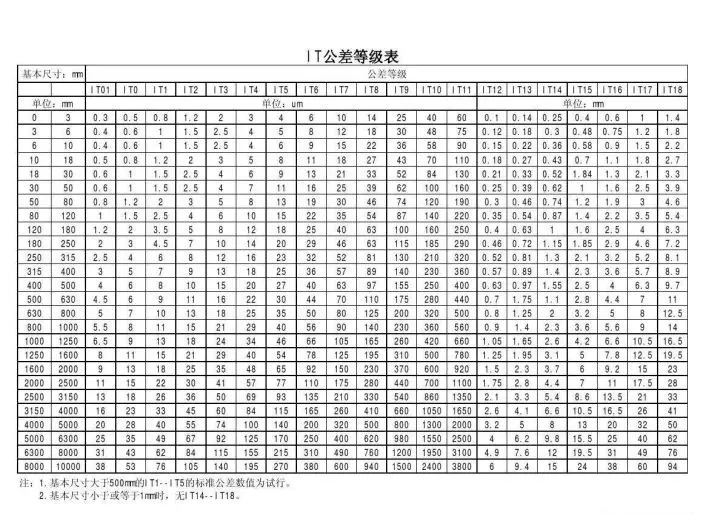 IT公差等级表
基本尺寸：mm 公差等级
IT01 IT0 IT1 IT2 IT3 IT4 IT5 IT6 IT7 IT8 IT9 IT10 IT11 IT12 IT13 IT14 IT15 IT16 IT17 IT18
单位：mm 单位：um 单位：mm
0 3 0.3 0.5 0.8 1.2 2 3 4 6 10 14 25 40 60 0.1 0.14 0.25 0.4 0.6 1 1.4
3 6 0.4 0.6 1 1.5 2.5 4 5 8 12 18 30 48 75 0.12 0.18 0.3 0.48 0.75 1.2 1.8
6 10 0.4 0.6 1 1.5 2.5 4 6 9 15 22 36 58 90 0.15 0.22 0.36 0.58 0.9 1.5 2.2
10 18 0.5 0.8 1.2 2 3 5 8 11 18 27 43 70 110 0.18 0.27 0.43 0.7 1.1 1.8 2.7
18 30 0.6 1 1.5 2.5 4 6 9 13 21 33 52 84 130 0.21 0.33 0.52 1.84 1.3 2.1 3.3
30 50 0.6 1 1.5 2.5 4 7 11 16 25 39 62 100 160 0.25 0.39 0.62 1 1.6 2.5 3.9
50 80 0.8 1.2 2 3 5 8 13 19 30 46 74 120 190 0.3 0.46 0.74 1.2 1.9 3 4.6
80 120 1 1.5 2.5 4 6 10 15 22 35 54 87 140 220 0.35 0.54 0.87 1.4 2.2 3.5 5.4
120 180 1.2 2 3.5 5 8 12 18 25 40 63 100 160 250 0.4 0.63 1 1.6 2.5 4 6.3
180 250 2 3 4.5 7 10 14 20 29 46 63 115 185 290 0.46 0.72 1.15 1.85 2.9 4.6 7.2
250 315 2.5 4 6 8 12 16 23 32 52 81 130 210 320 0.52 0.81 1.3 2.1 3.2 5.2 8.1
315 400 3 5 7 9 13 18 25 36 57 89 140 230 360 0.57 0.89 1.4 2.3 3.6 5.7 8.9
400 500 4 6 8 10 15 20 27 40 63 97 155 250 400 0.63 0.97 1.55 2.5 4 6.3 9.7
500 630 4.5 6 9 11 16 22 30 44 70 110 175 280 440 0.7 1.75 1.1 2.8 4.4 7 11
630 800 5 7 10 13 18 25 35 50 80 125 200 320 500 0.8 1.25 2 3.2 5 8 12.5
800 1000 5.5 8 11 15 21 29 40 56 90 140 230 360 560 0.9 1.4 2.3 3.6 5.6 9 14
1000 1250 6.5 9 13 18 24 34 46 66 105 165 260 420 660 1.05 1.65 2.6 4.2 6.6 10.5 16.5
1250 1600 8 11 15 21 29 40 54 78 125 195 310 500 780 1.25 1.95 3.1 5 7.8 12.5 19.5
1600 2000 9 13 18 25 35 48 65 92 150 230 370 600 920 1.5 2.3 3.7 6 9.2 15 23
2000 2500 11 15 22 30 41 57 77 110 175 280 440 700 1100 1.75 2.8 4.4 7 11 17.5 28
2500 3150 13 18 26 36 50 69 93 135 210 330 540 860 1350 2.1 3.3 5.4 8.6 13.5 21 33
3150 4000 16 23 33 45 60 84 115 165 260 410 660 1050 1650 2.6 4.1 6.6 10.5 16.5 26 41
4000 5000 20 28 40 55 74 100 140 200 320 500 800 1300 2000 3.2 5 8 13 20 32 50
5000 6300 25 35 49 67 92 125 170 250 400 620 980 1550 2500 4 6.2 9.8 15.5 25 40 62
6300 8000 31 43 62 84 115 155 215 310 490 760 1200 1950 3100 4.9 7.6 12 19.5 31 49 76
8000 10000 38 53 76 105 140 195 270 380 600 940 1500 2400 3800 6 9.4 15 24 38 60 94
注：1.基本尺寸大于500mm的IT1--IT5的标准公差数值为试行。
2.基本尺寸小于或等于1mm时，无IT14--IT18。